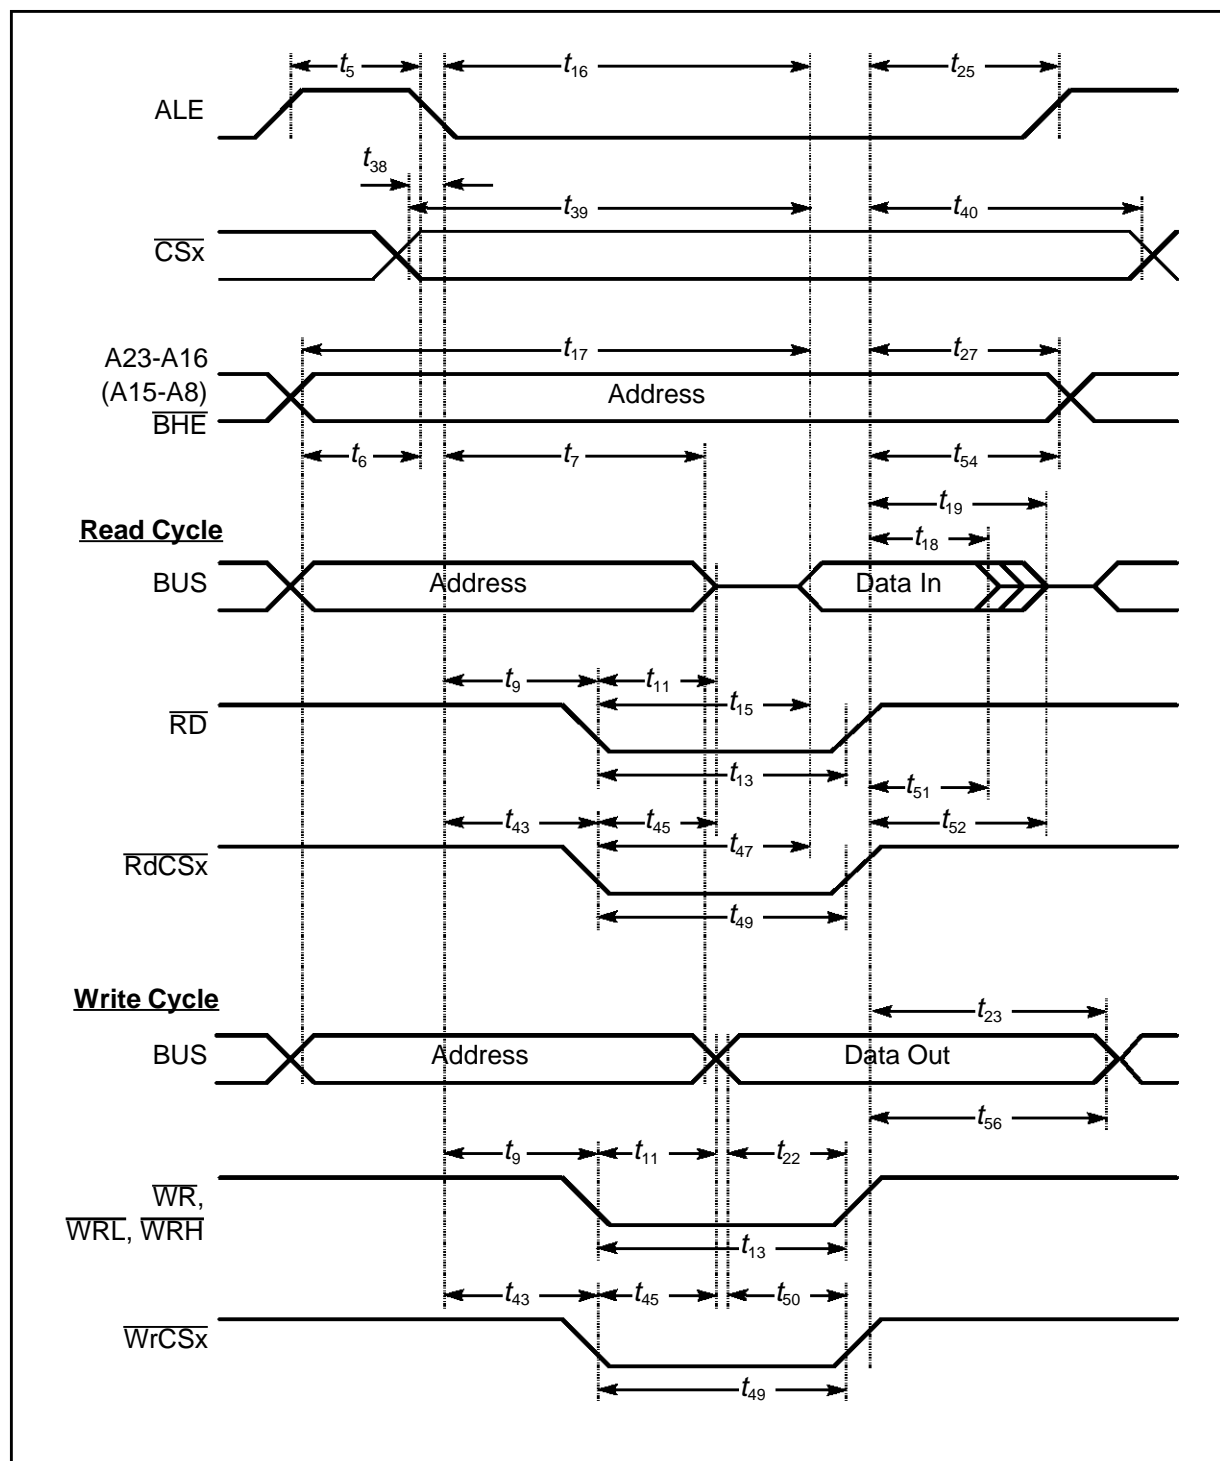 t5 t16 t25
ALE
t38
t39 t40
CSx
A23-A16 t17 t27
(A15-A8) Address
BHE
t6 t7 t54
t19
Read Cycle
t18
BUS Address Data In
t9 t11
t15
RD
t13 t51
t43 t45 t52
t47
RdCSx
t49
Write Cycle
t23
BUS Address Data Out
t56
t9 t11 t22
WR,
WRL, WRH
t13
t43 t45 t50
WrCSx
t49